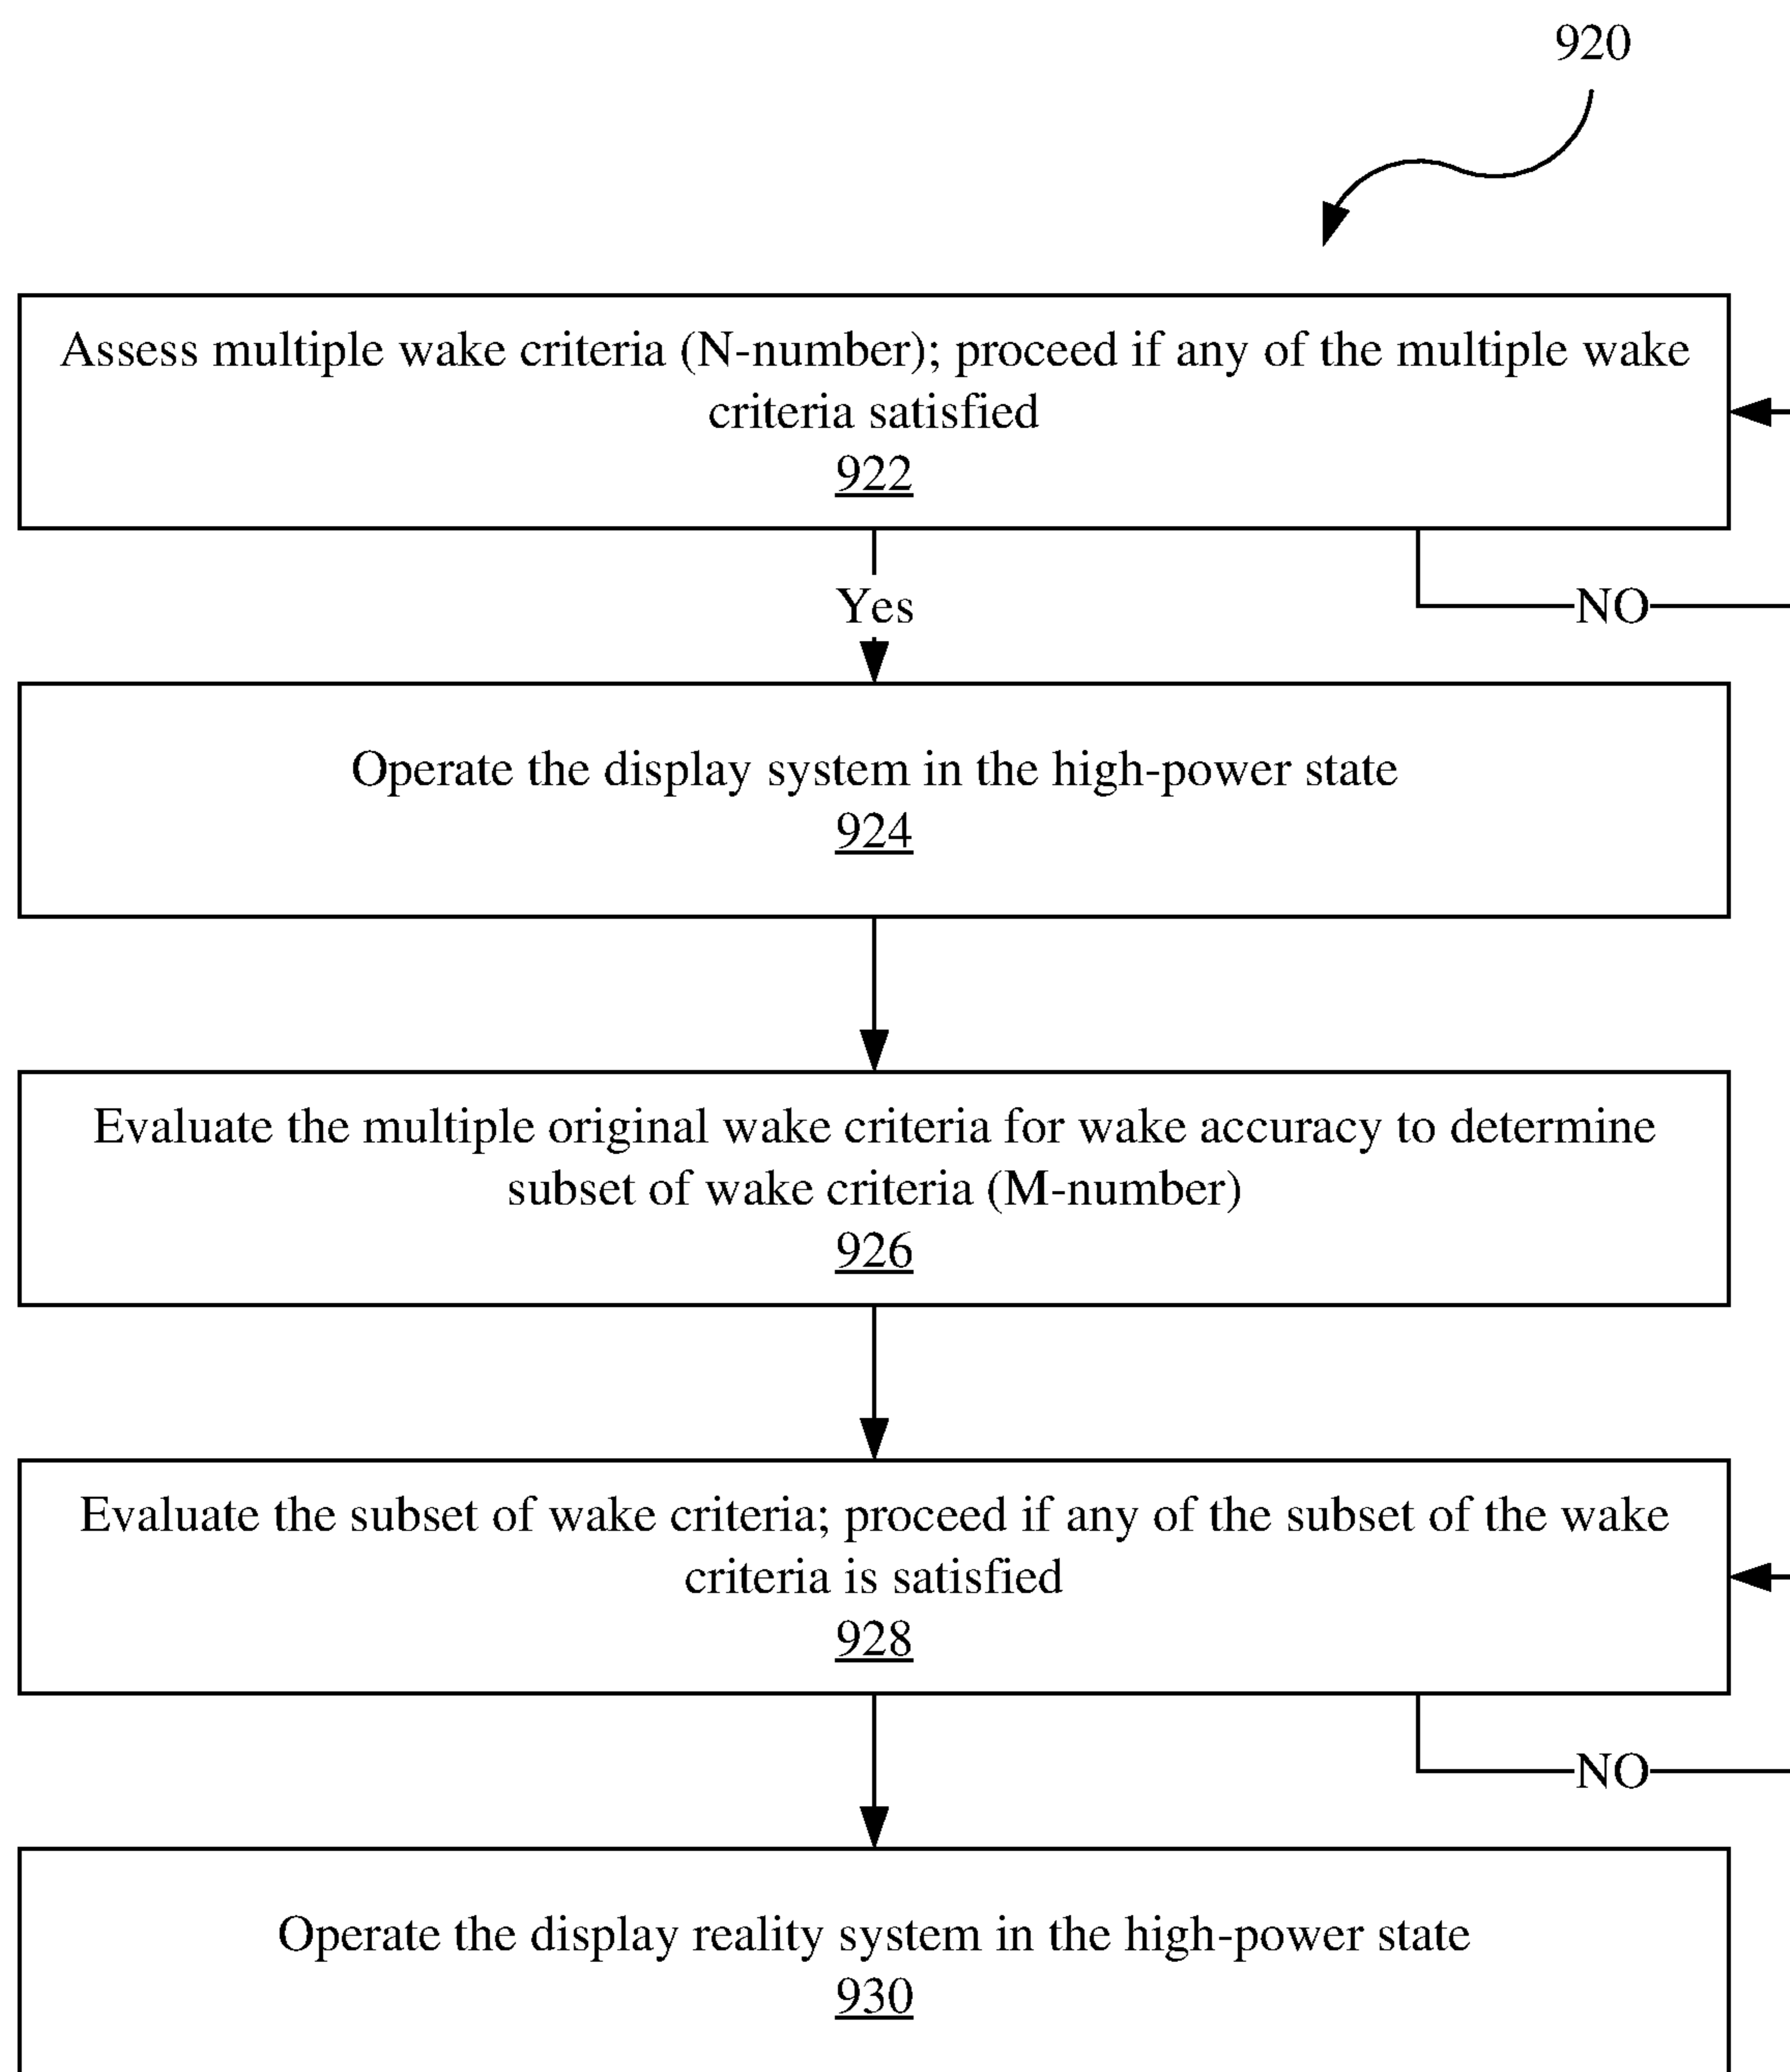 920
Assess multiple wake criteria (N-number); proceed if any of the multiple wake
criteria satisfied
922
Yes
NO
Operate the display system in the high-power state
924
Evaluate the multiple original wake criteria for wake accuracy to determine
subset of wake criteria (M-number)
926
Evaluate the subset of wake criteria; proceed if any of the subset of the wake
criteria is satisfied
928
NO
Operate the display reality system in the high-power state
930